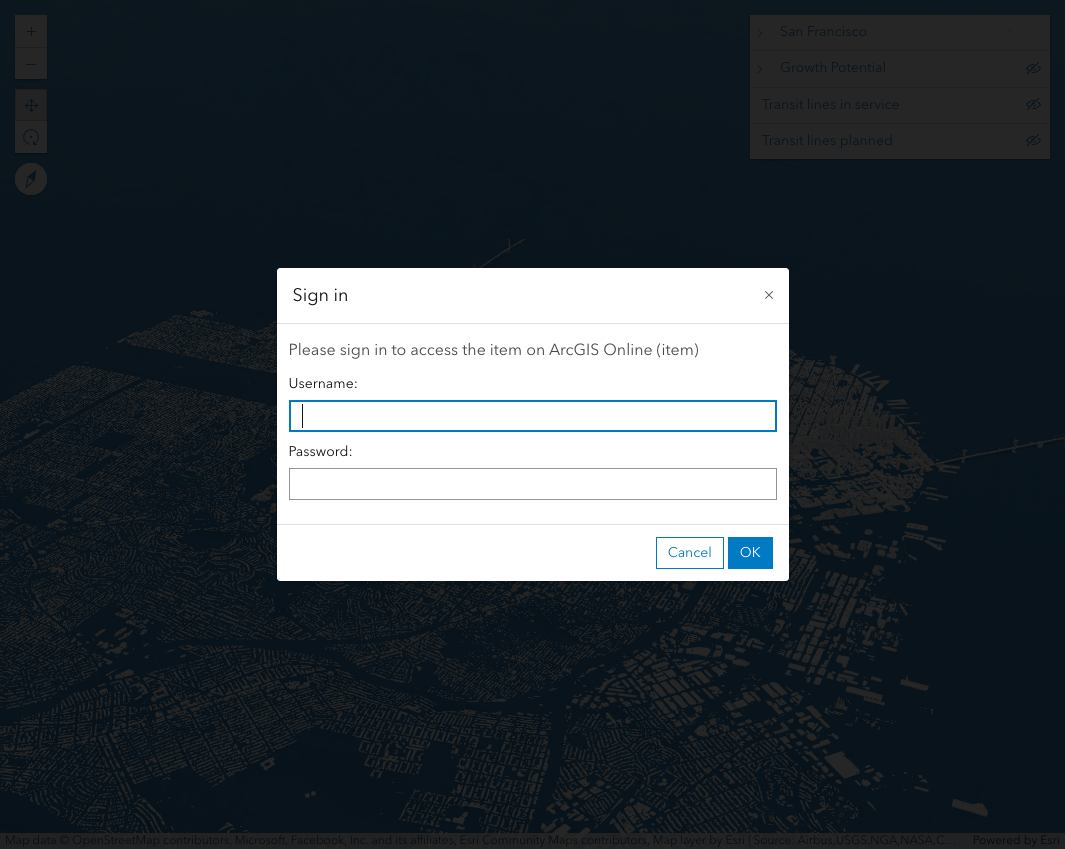 San Francisco
Growth Potential
Transit lines in service
Transit lines planned
Sign in
Please sign in to access the item on ArcGIS Online (item)
Username:
Password:
Cancel
OK
Map data © OpenStreetMap contributors, Microsoft, Facebook, Inc. and its affiliates, Esri Community Maps contributors, Map layer by Esri | Source: Airbus,USGS,NGA,NASA,C...
Powered by Esri